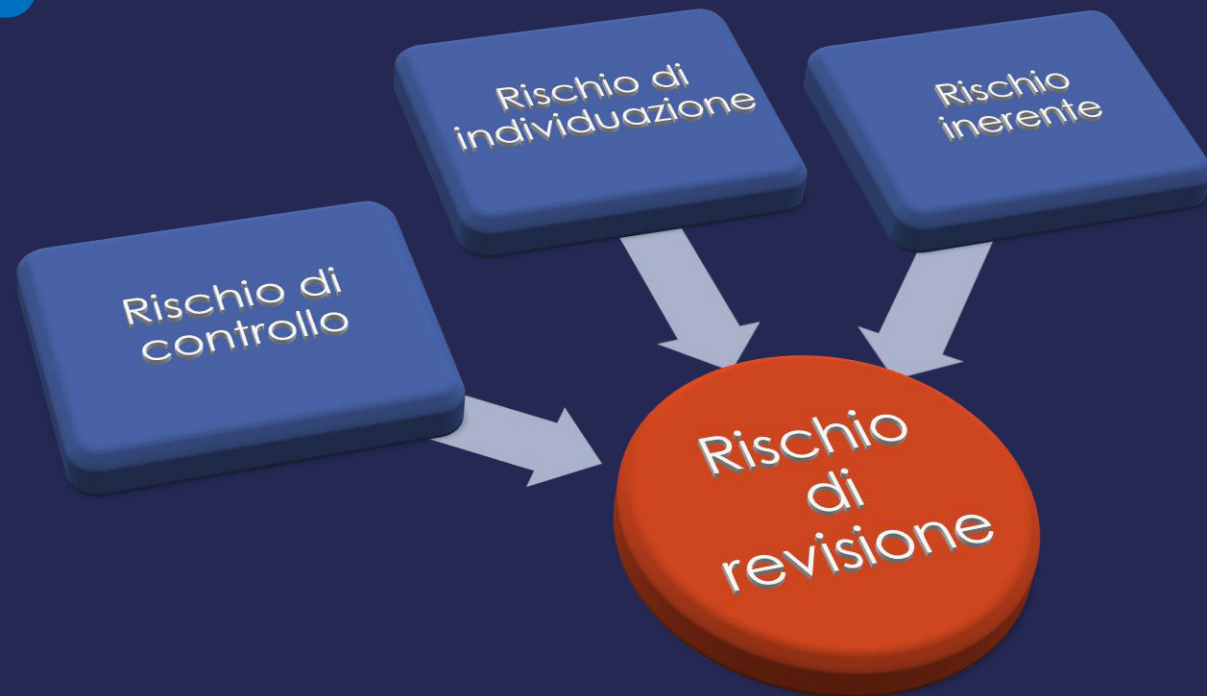 Rischio di
individuazione
Rischio
inerente
Rischio di
controllo
Rischio
di
revisione